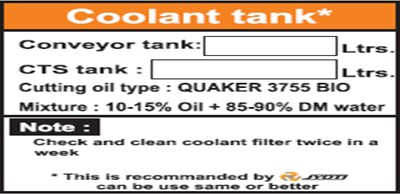 Coolant tank*
Conveyor tank: Ltrs.
CTS tank : Ltrs.
Cutting oil type : QUAKER 3755 BIO
Mixture : 10-15% Oil + 85-90% DM water
Note :
Check and clean coolant filter twice in a
week
* This is recommanded by JYOTI
can be use same or better